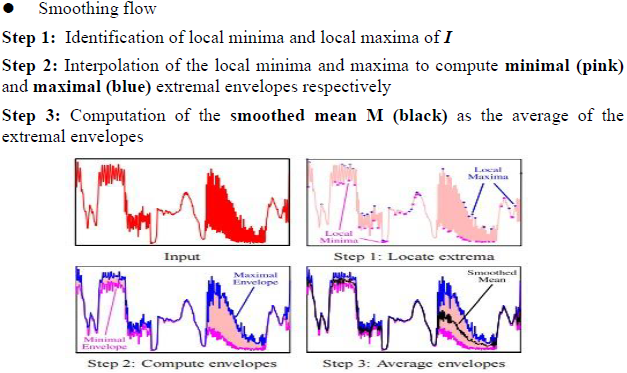 ● Smoothing flow
Step 1: Identification of local minima and local maxima of I
Step 2: Interpolation of the local minima and maxima to compute minimal (pink)
and maximal (blue) extremal envelopes respectively
Step 3: Computation of the smoothed mean M (black) as the average of the
extremal envelopes
Local
Maxima
Local
Minima
Input
Step 1: Locate extrema
Maximal
Envelope
Minimal
Envelope
Smoothed
Mean
Step 2: Compute envelopes
Step 3: Average envelopes